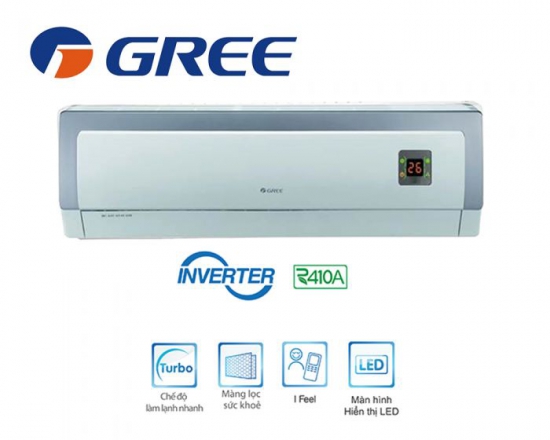 GREE
26
GREE
INVERTER
R410A
Turbo
LED
Chế độ
làm lạnh nhanh
Màng lọc
sức khoẻ
I Feel
Màn hình
Hiển thị LED